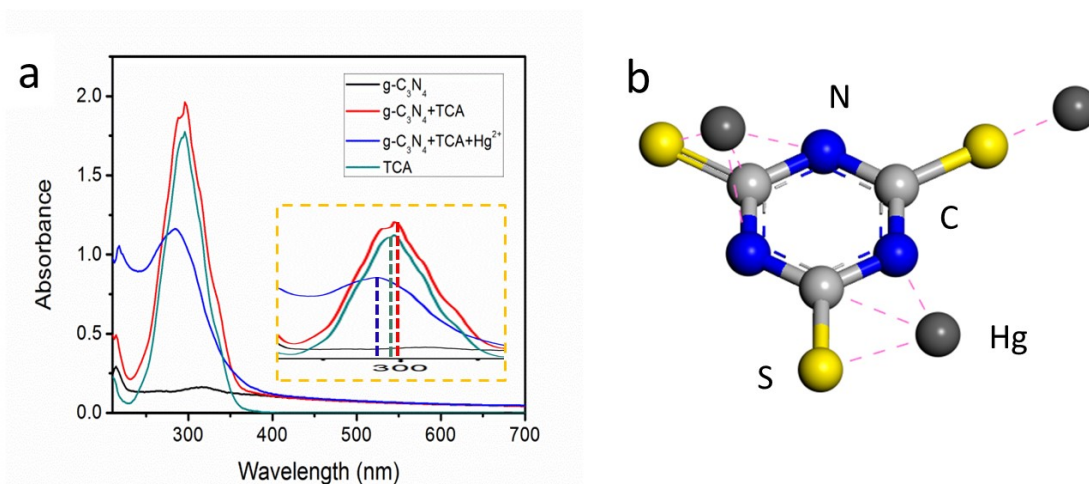 a
Absorbance
2.0
1.5
1.0
0.5
0.0
300
400
500
600
700
Wavelength (nm)
g-C₃N₄
g-C₃N₄+TCA
g-C₃N₄+TCA+Hg²⁺
TCA
300
b
N
C
S
Hg